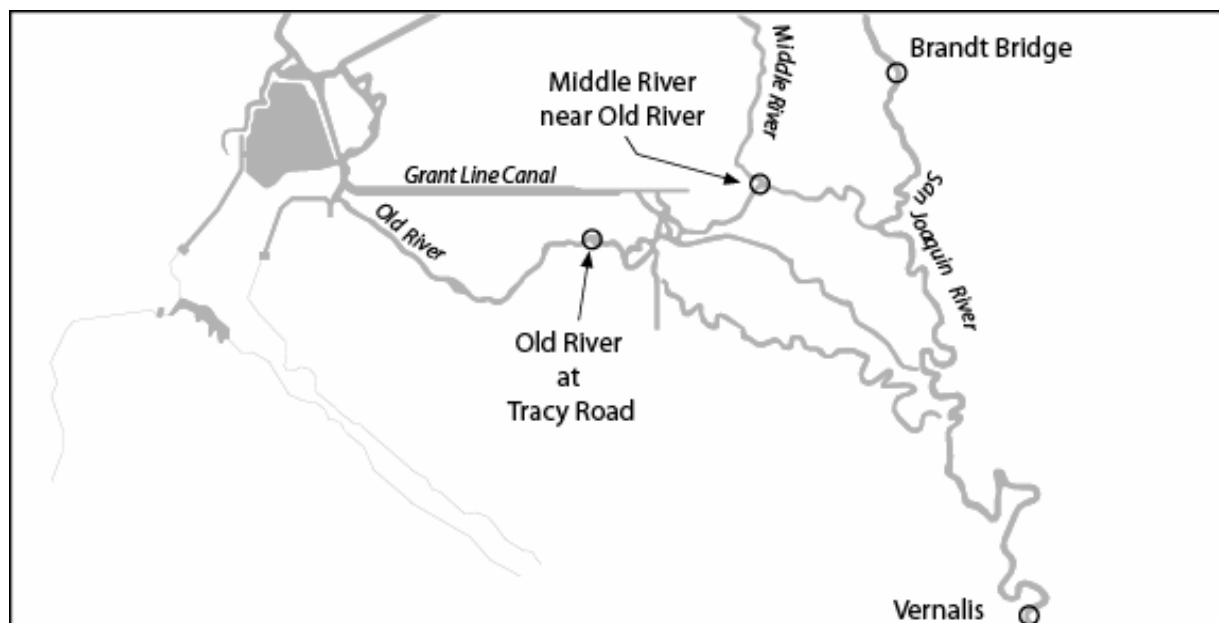 Middle River
Brandt Bridge
Middle River
near Old River
Grant Line Canal
Old River
San Joaquin River
Old River
at
Tracy Road
Vernalis